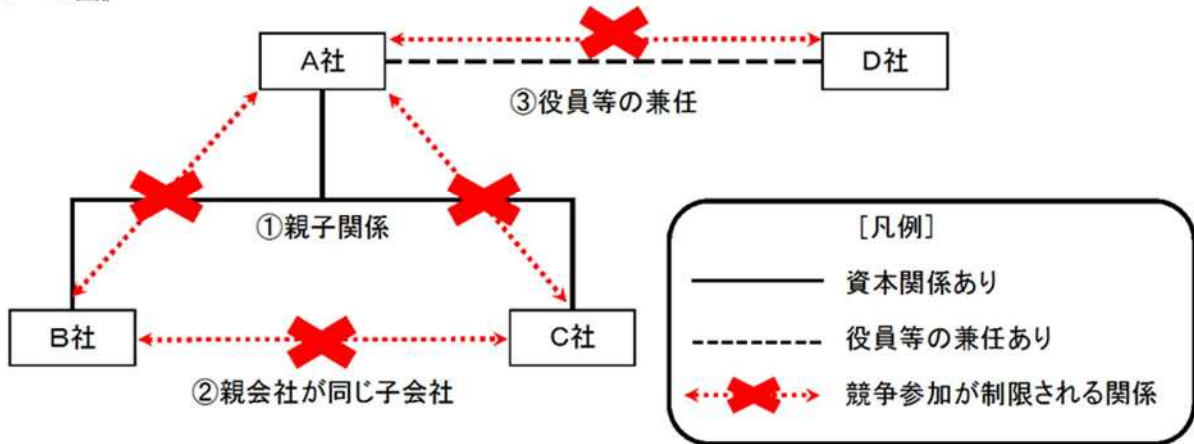 A社
D社
③役員等の兼任
①親子関係
B社
C社
②親会社が同じ子会社
[凡例]
資本関係あり
役員等の兼任あり
競争参加が制限される関係